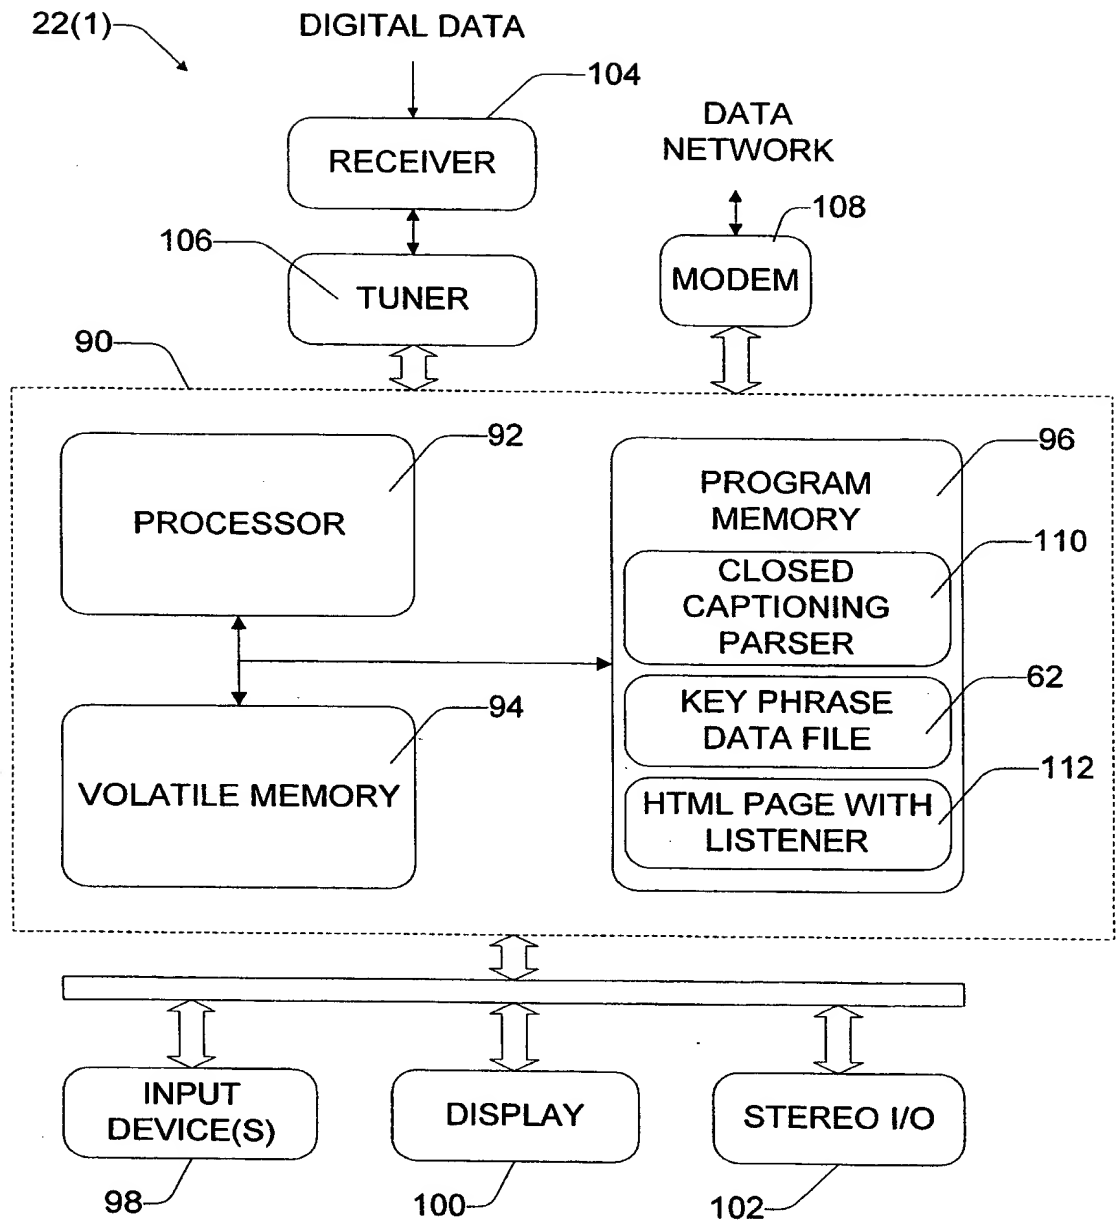 22(1)
DIGITAL DATA
104
RECEIVER
DATA
NETWORK
108
106
TUNER
MODEM
90
92
PROCESSOR
96
PROGRAM
MEMORY
110
CLOSED
CAPTIONING
PARSER
94
VOLATILE MEMORY
62
KEY PHRASE
DATA FILE
112
HTML PAGE WITH
LISTENER
INPUT
DEVICE(S)
DISPLAY
STEREO I/O
98
100
102